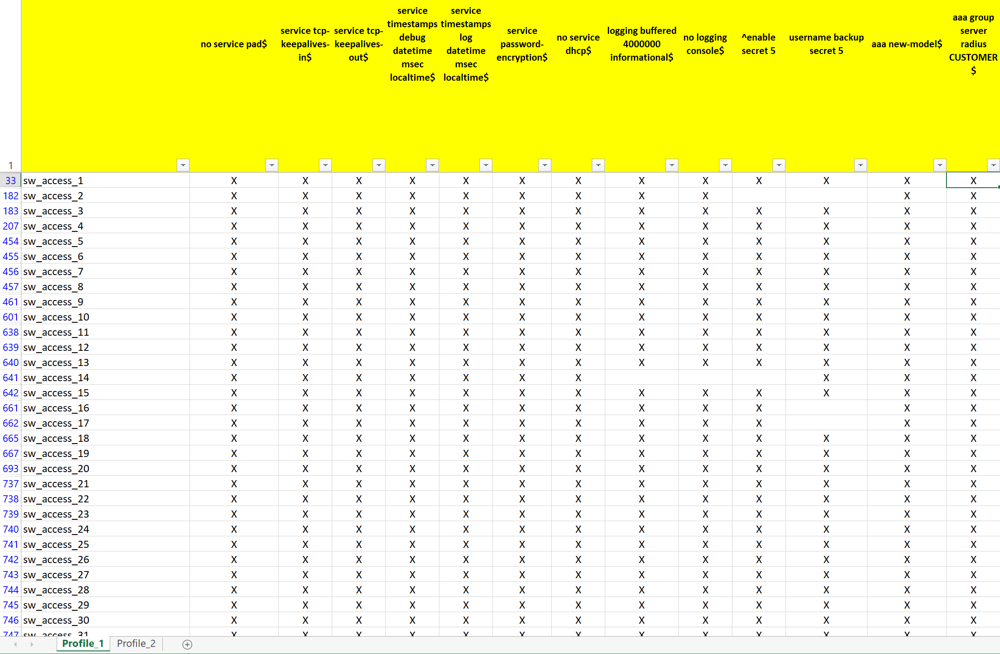 no service pad$
service tcp-
keepalives-
in$
service tcp-
keepalives-
out$
service
timestamps
debug
datetime
msec
localtime$
service
timestamps
log
datetime
msec
localtime$
service
password-
encryption$
no service
dhcp$
logging buffered
4000000
informational$
no logging
console$
^enable
secret 5
username backup
secret 5
aaa new-model$
aaa group
server
radius
CUSTOMER
$
1
33 sw_access_1 X X X X X X X X X X X X X
182 sw_access_2 X X X X X X X X X X X
183 sw_access_3 X X X X X X X X X X X X X
207 sw_access_4 X X X X X X X X X X X X X
454 sw_access_5 X X X X X X X X X X X X X
455 sw_access_6 X X X X X X X X X X X X X
456 sw_access_7 X X X X X X X X X X X X X
457 sw_access_8 X X X X X X X X X X X X X
461 sw_access_9 X X X X X X X X X X X X X
601 sw_access_10 X X X X X X X X X X X X X
638 sw_access_11 X X X X X X X X X X X X X
639 sw_access_12 X X X X X X X X X X X X X
640 sw_access_13 X X X X X X X X X X X X X
641 sw_access_14 X X X X X X X X X X
642 sw_access_15 X X X X X X X X X X X X X
661 sw_access_16 X X X X X X X X X X X X
662 sw_access_17 X X X X X X X X X X X X
665 sw_access_18 X X X X X X X X X X X X X
667 sw_access_19 X X X X X X X X X X X X X
693 sw_access_20 X X X X X X X X X X X X X
737 sw_access_21 X X X X X X X X X X X X X
738 sw_access_22 X X X X X X X X X X X X X
739 sw_access_23 X X X X X X X X X X X X X
740 sw_access_24 X X X X X X X X X X X X X
741 sw_access_25 X X X X X X X X X X X X X
742 sw_access_26 X X X X X X X X X X X X X
743 sw_access_27 X X X X X X X X X X X X X
744 sw_access_28 X X X X X X X X X X X X X
745 sw_access_29 X X X X X X X X X X X X X
746 sw_access_30 X X X X X X X X X X X X X
747 sw_access_31 X X X X X X X X X X X X X
Profile_1 Profile_2